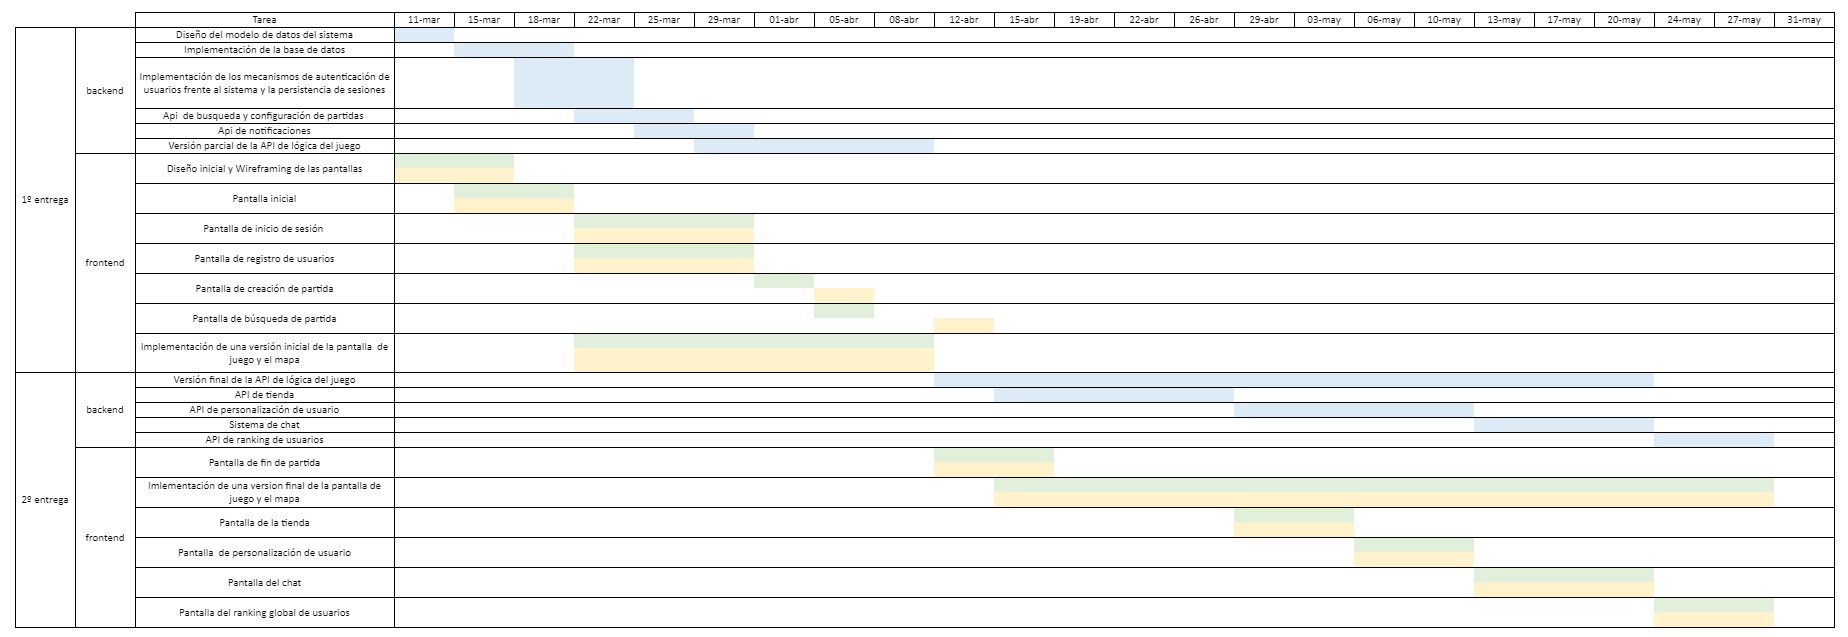 Tarea 11-mar 15-mar 18-mar 22-mar 25-mar 29-mar 01-abr 05-abr 08-abr 12-abr 15-abr 19-abr 22-abr 26-abr 29-abr 03-may 06-may 10-may 13-may 17-may 20-may 24-may 27-may 31-may
1º entrega
backend
Diseño del modelo de datos del sistema
Implementación de la base de datos
Implementación de los mecanismos de autenticación de
usuarios frente al sistema y la persistencia de sesiones
Api  de busqueda y configuración de partidas
Api de notificaciones
Versión parcial de la API de lógica del juego
frontend
Diseño inicial y Wireframing de las pantallas
Pantalla inicial
Pantalla de inicio de sesión
Pantalla de registro de usuarios
Pantalla de creación de partida
Pantalla de búsqueda de partida
Implementación de una versión inicial de la pantalla  de
juego y el mapa
2º entrega
backend
Versión final de la API de lógica del juego
API de tienda
API de personalización de usuario
Sistema de chat
API de ranking de usuarios
frontend
Pantalla de fin de partida
Imlementación de una version final de la pantalla de
juego y el mapa
Pantalla de la tienda
Pantalla  de personalización de usuario
Pantalla del chat
Pantalla del ranking global de usuarios